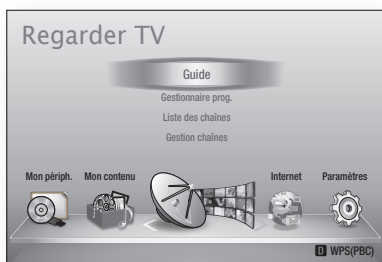 Regarder TV
Guide
Gestionnaire prog.
Liste des chaînes
Gestion chaînes
Mon périph. Mon contenu Internet Paramètres
D WPS(PBC)